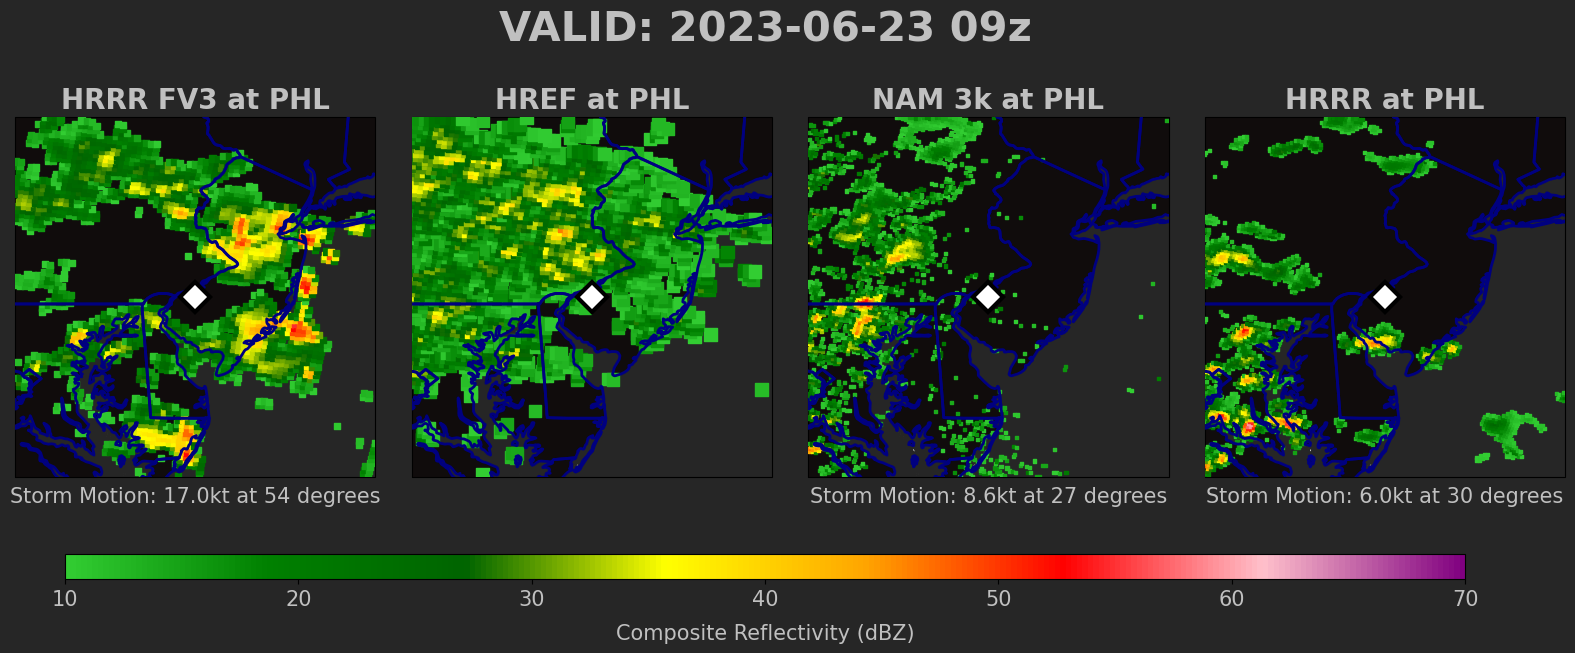 VALID: 2023-06-23 09z
HRRR FV3 at PHL
HREF at PHL
NAM 3k at PHL
HRRR at PHL
Storm Motion: 17.0kt at 54 degrees
Storm Motion: 8.6kt at 27 degrees
Storm Motion: 6.0kt at 30 degrees
10 20 30 40 50 60 70
Composite Reflectivity (dBZ)